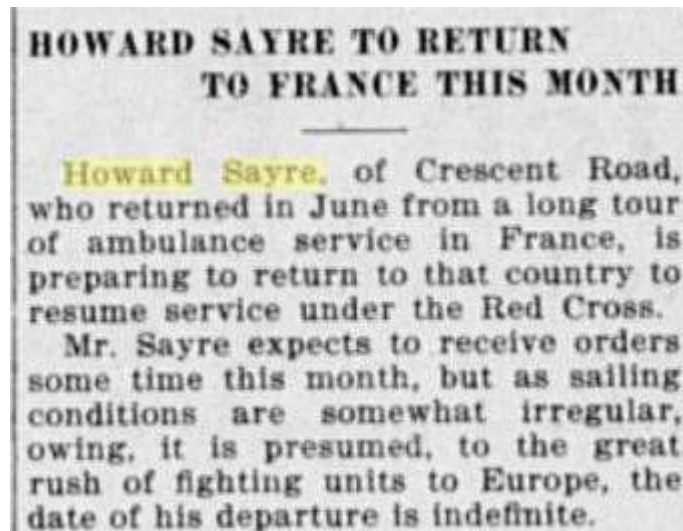 HOWARD SAYRE TO RETURN
TO FRANCE THIS MONTH
Howard Sayre, of Crescent Road,
who returned in June from a long tour
of ambulance service in France, is
preparing to return to that country to
resume service under the Red Cross.
Mr. Sayre expects to receive orders
some time this month, but as sailing
conditions are somewhat irregular,
owing, it is presumed, to the great
rush of fighting units to Europe, the
date of his departure is indefinite.